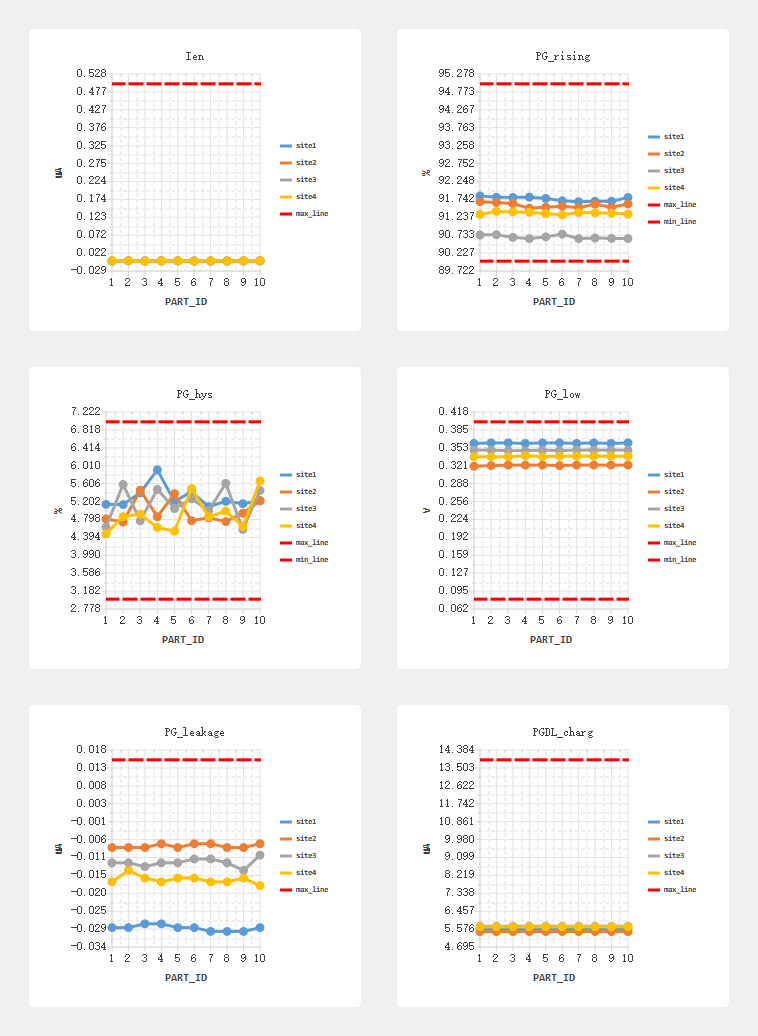 Ien
0.528
0.477
0.427
0.376
0.325
0.275
0.224
0.174
0.123
0.072
0.022
-0.029
uA
1 2 3 4 5 6 7 8 9 10
PART_ID
site1
site2
site3
site4
max_line
PG_rising
95.278
94.773
94.267
93.763
93.258
92.752
92.248
91.742
91.237
90.733
90.227
89.722
%
1 2 3 4 5 6 7 8 9 10
PART_ID
site1
site2
site3
site4
max_line
min_line
PG_hys
7.222
6.818
6.414
6.010
5.606
5.202
4.798
4.394
3.990
3.586
3.182
2.778
%
1 2 3 4 5 6 7 8 9 10
PART_ID
site1
site2
site3
site4
max_line
min_line
PG_low
0.418
0.385
0.353
0.321
0.288
0.256
0.224
0.192
0.159
0.127
0.095
0.062
1 2 3 4 5 6 7 8 9 10
PART_ID
site1
site2
site3
site4
max_line
min_line
PG_leakage
0.018
0.013
0.008
0.003
-0.001
-0.006
-0.011
-0.015
-0.020
-0.025
-0.029
-0.034
uA
1 2 3 4 5 6 7 8 9 10
PART_ID
site1
site2
site3
site4
max_line
PGDL_charg
14.384
13.503
12.622
11.742
10.861
9.980
9.099
8.219
7.338
6.457
5.576
4.695
uA
1 2 3 4 5 6 7 8 9 10
PART_ID
site1
site2
site3
site4
max_line